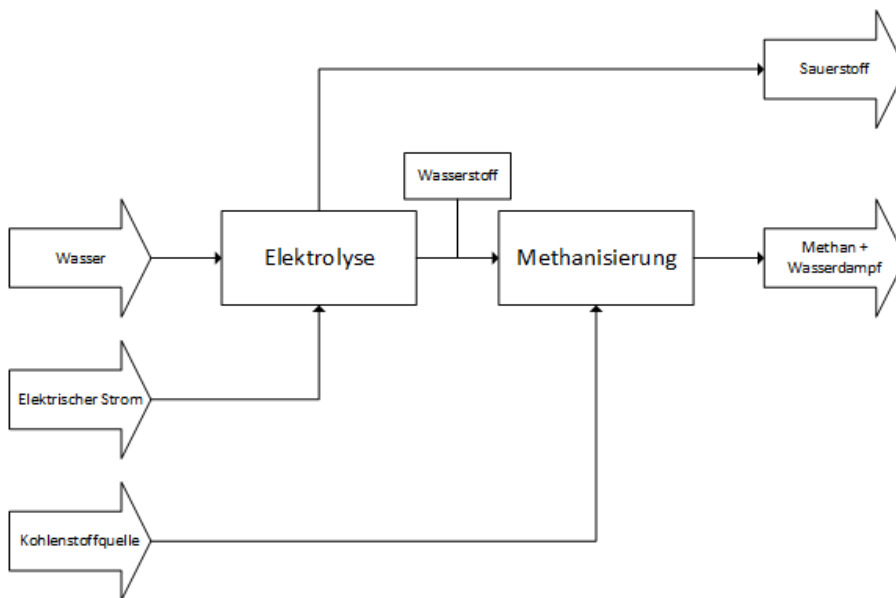 Sauerstoff
Wasserstoff
Wasser
Elektrolyse
Methanisierung
Methan +
Wasserdampf
Elektrischer Strom
Kohlenstoffquelle